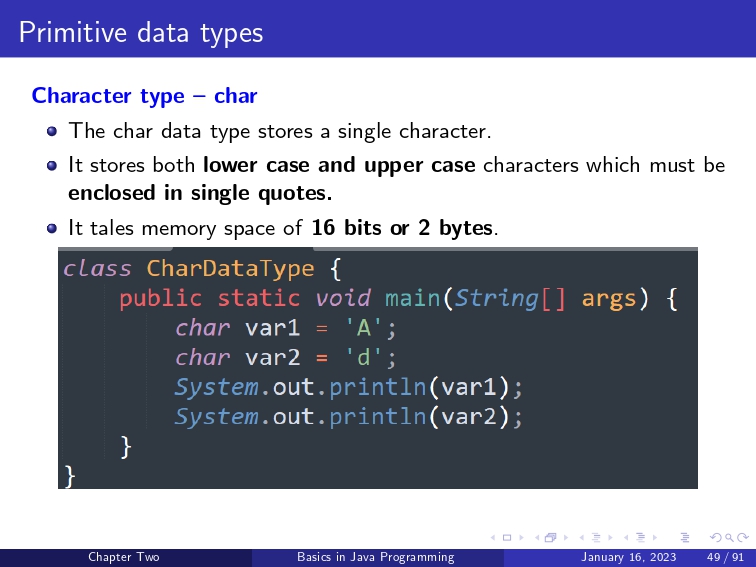 Primitive data types
Character type – char
The char data type stores a single character.
It stores both lower case and upper case characters which must be
enclosed in single quotes.
It tales memory space of 16 bits or 2 bytes.
class CharDataType {
    public static void main(String[] args) {
        char var1 = 'A';
        char var2 = 'd';
        System.out.println(var1);
        System.out.println(var2);
    }
}
Chapter Two Basics in Java Programming January 16, 2023 49 / 91